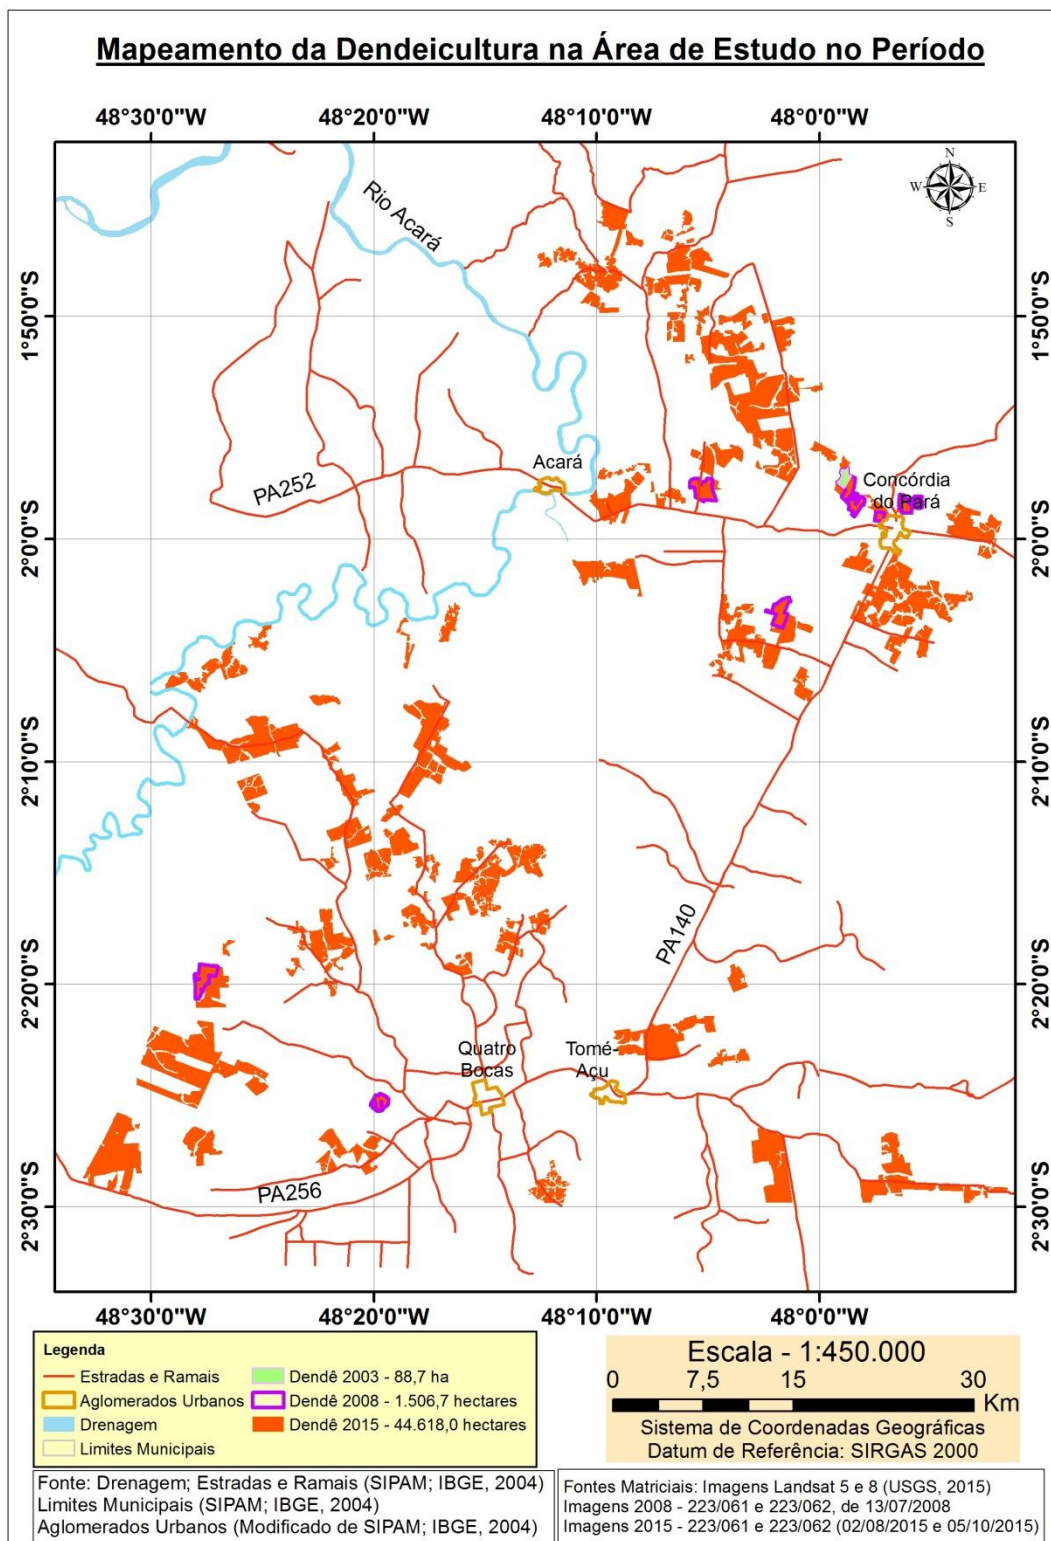 Mapeamento da Dendeicultura na Área de Estudo no Período
48°30'0"W 48°20'0"W 48°10'0"W 48°0'0"W
N
W E
S
Rio Acará
1°50'0"S 1°50'0"S
Acará
PA252
Concórdia
do Pará
2°0'0"S 2°0'0"S
2°10'0"S 2°10'0"S
PA140
2°20'0"S 2°20'0"S
Quatro
Bocas
Tomé-
Açu
PA256
2°30'0"S 2°30'0"S
48°30'0"W 48°20'0"W 48°10'0"W 48°0'0"W
Legenda
Estradas e Ramais
Aglomerados Urbanos
Drenagem
Limites Municipais
Dendê 2003 - 88,7 ha
Dendê 2008 - 1.506,7 hectares
Dendê 2015 - 44.618,0 hectares
Escala - 1:450.000
0 7,5 15 30
Km
Sistema de Coordenadas Geográficas
Datum de Referência: SIRGAS 2000
Fonte: Drenagem; Estradas e Ramais (SIPAM; IBGE, 2004)
Limites Municipais (SIPAM; IBGE, 2004)
Aglomerados Urbanos (Modificado de SIPAM; IBGE, 2004)
Fontes Matriciais: Imagens Landsat 5 e 8 (USGS, 2015)
Imagens 2008 - 223/061 e 223/062, de 13/07/2008
Imagens 2015 - 223/061 e 223/062 (02/08/2015 e 05/10/2015)